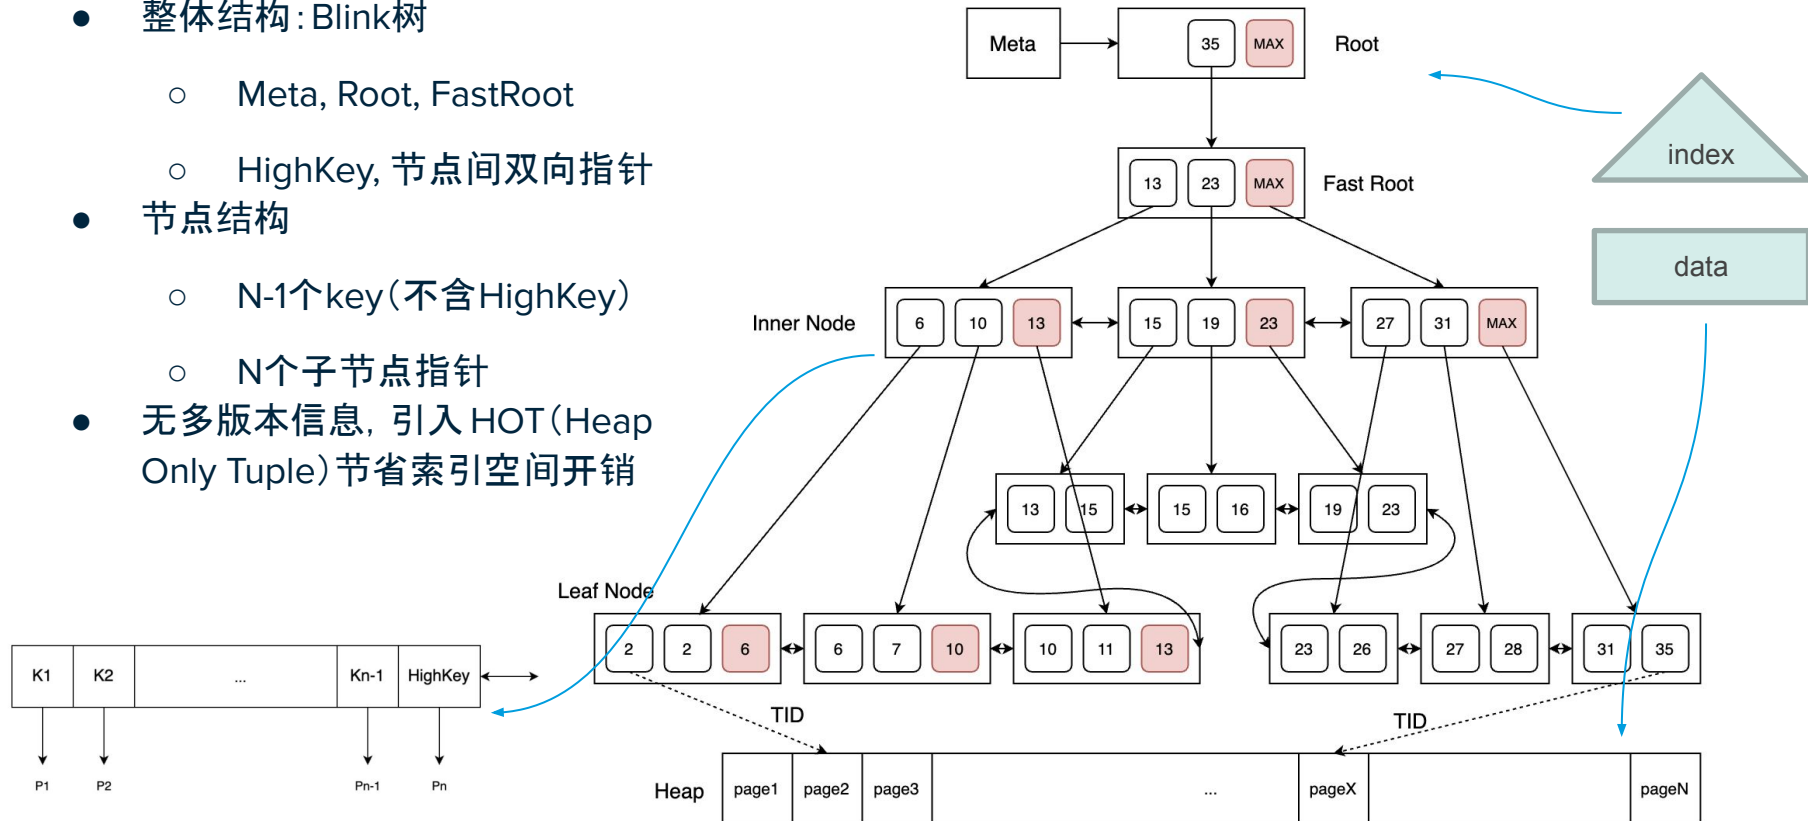 ● 整体结构：Blink树
○ Meta, Root, FastRoot
○ HighKey, 节点间双向指针
● 节点结构
○ N-1个key（不含HighKey）
○ N个子节点指针
● 无多版本信息，引入HOT（Heap
Only Tuple）节省索引空间开销
Meta 35 MAX Root
13 23 MAX Fast Root
index
data
Inner Node 6 10 13 15 19 23 27 31 MAX
13 15 15 16 19 23
Leaf Node
2 2 6 6 7 10 10 11 13 23 26 27 28 31 35
K1 K2 ... Kn-1 HighKey
P1 P2 Pn-1 Pn
TID TID
Heap page1 page2 page3 ... pageX pageN